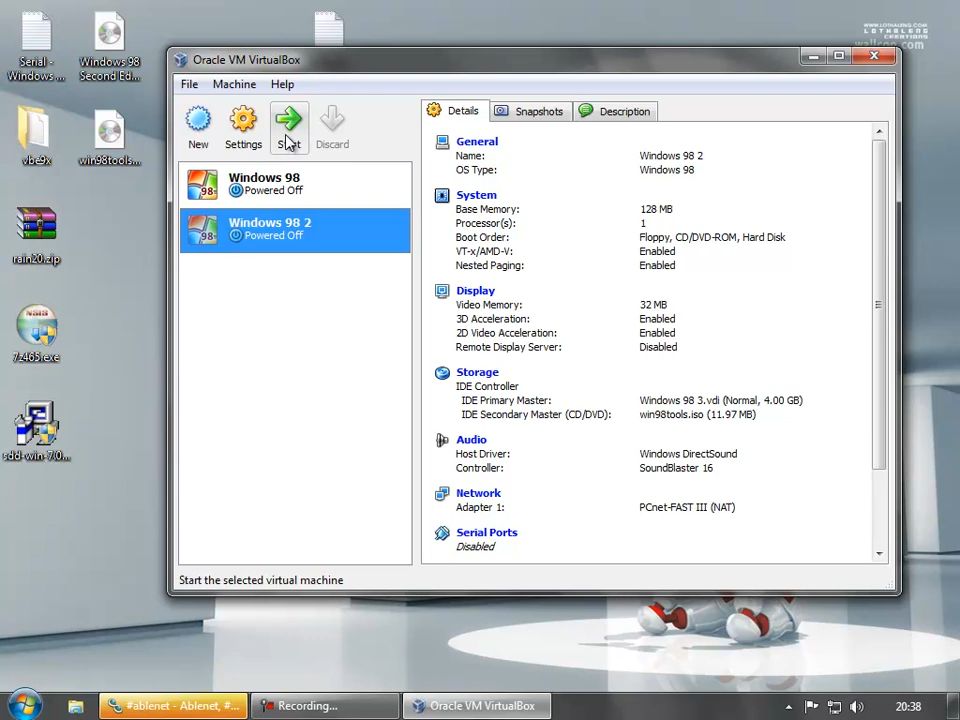 Serial -
Windows ...
Windows 98
Second Ed...
vbe9x
win98tools...
rain20.zip
NSIS
7z465.exe
sdd-win-7(0...
WWW.LOTHALENG.COM
Oracle VM VirtualBox
File
Machine
Help
New
Settings
Start
Discard
98
Windows 98
Powered Off
98
Windows 98 2
Powered Off
Details
Snapshots
Description
General
Name: Windows 98 2
OS Type: Windows 98
System
Base Memory: 128 MB
Processor(s): 1
Boot Order: Floppy, CD/DVD-ROM, Hard Disk
VT-x/AMD-V: Enabled
Nested Paging: Enabled
Display
Video Memory: 32 MB
3D Acceleration: Enabled
2D Video Acceleration: Enabled
Remote Display Server: Disabled
Storage
IDE Controller
IDE Primary Master: Windows 98 3.vdi (Normal, 4.00 GB)
IDE Secondary Master (CD/DVD): win98tools.iso (11.97 MB)
Audio
Host Driver: Windows DirectSound
Controller: SoundBlaster 16
Network
Adapter 1: PCnet-FAST III (NAT)
Serial Ports
Disabled
Start the selected virtual machine
#ablenet - Ablenet, #...
Recording...
Oracle VM VirtualBox
20:38